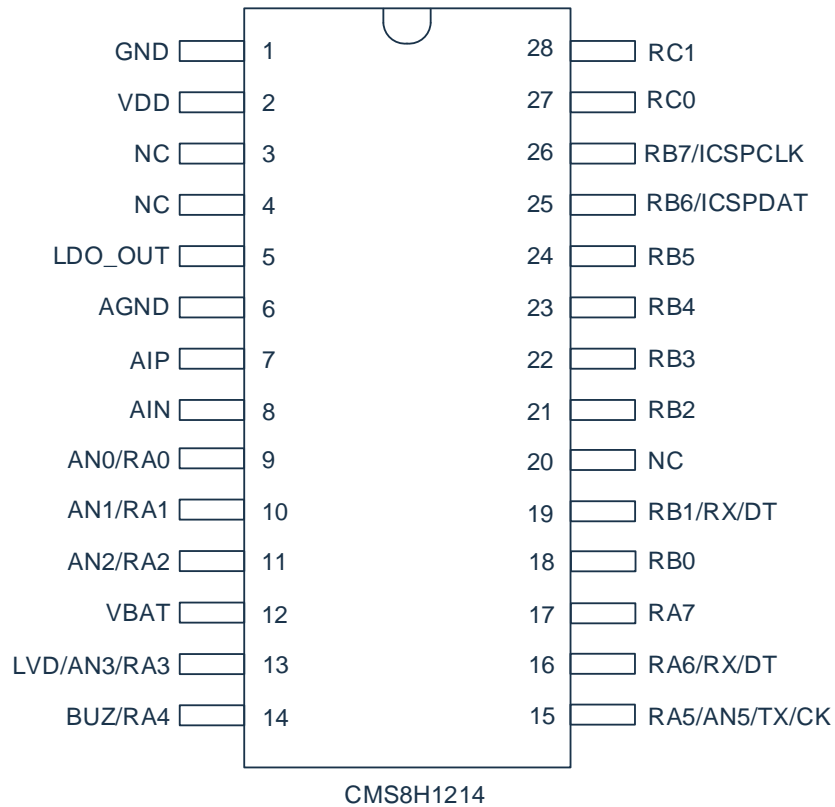 GND 1 28 RC1
VDD 2 27 RC0
NC 3 26 RB7/ICSPCLK
NC 4 25 RB6/ICSPDAT
LDO_OUT 5 24 RB5
AGND 6 23 RB4
AIP 7 22 RB3
AIN 8 21 RB2
AN0/RA0 9 20 NC
AN1/RA1 10 19 RB1/RX/DT
AN2/RA2 11 18 RB0
VBAT 12 17 RA7
LVD/AN3/RA3 13 16 RA6/RX/DT
BUZ/RA4 14 15 RA5/AN5/TX/CK
CMS8H1214